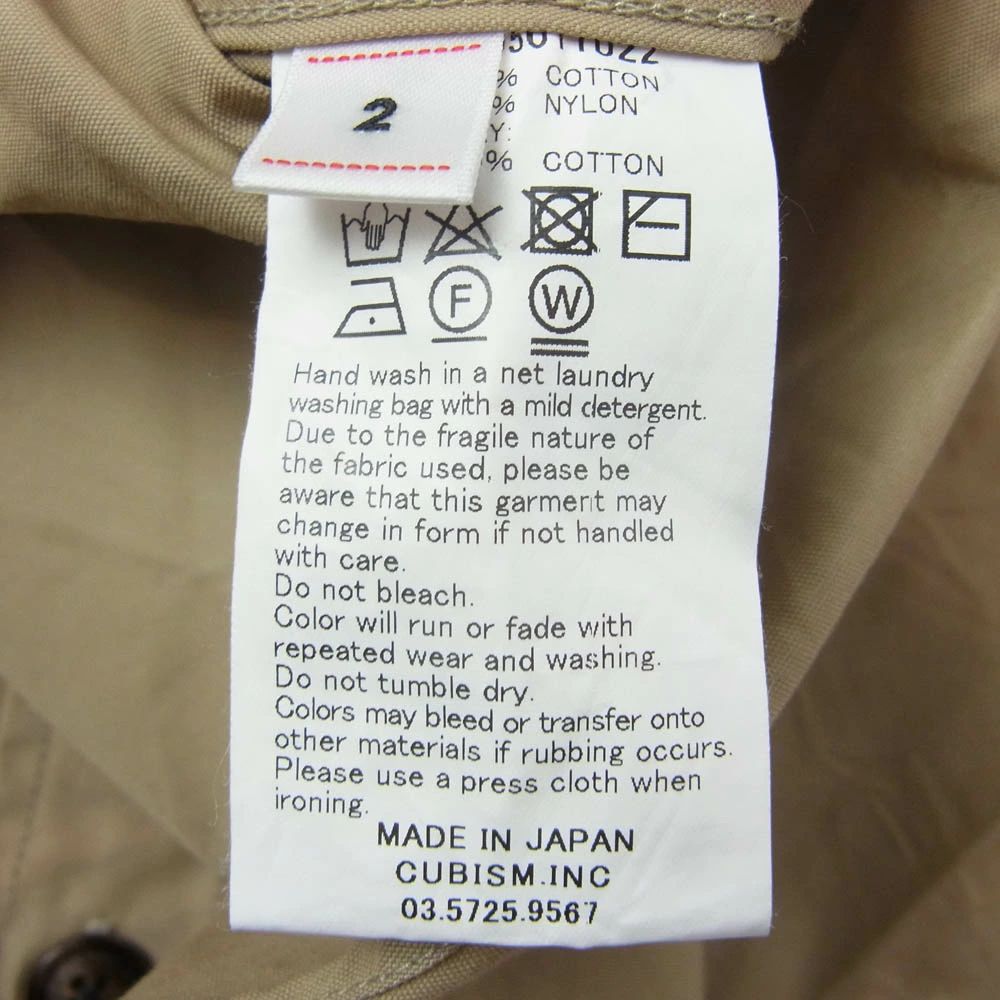 2
% COTTON
% NYLON
Y:
% COTTON
F
W
Hand wash in a net laundry
washing bag with a mild detergent.
Due to the fragile nature of
the fabric used, please be
aware that this garment may
change in form if not handled
with care.
Do not bleach.
Color will run or fade with
repeated wear and washing.
Do not tumble dry.
Colors may bleed or transfer onto
other materials if rubbing occurs.
Please use a press cloth when
ironing.
MADE IN JAPAN
CUBISM.INC
03.5725.9567